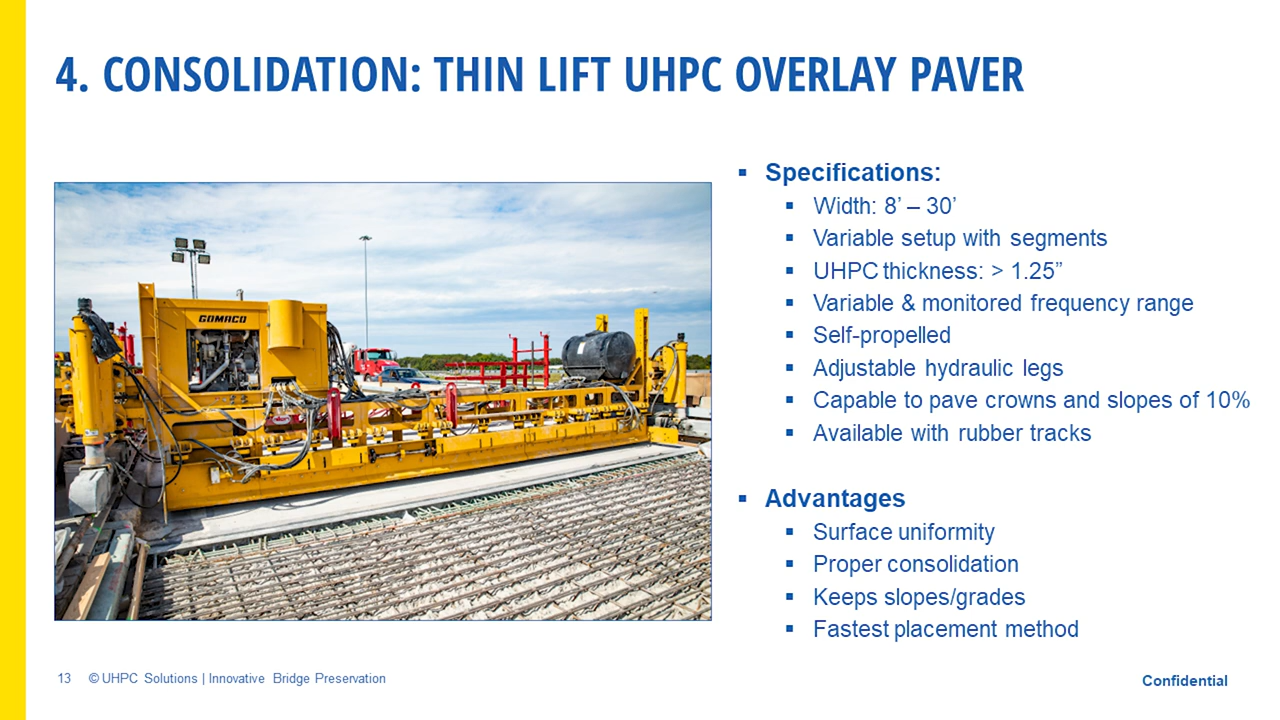 4. CONSOLIDATION: THIN LIFT UHPC OVERLAY PAVER
GOMACO
▪ Specifications:
▪ Width: 8’ – 30’
▪ Variable setup with segments
▪ UHPC thickness: > 1.25”
▪ Variable & monitored frequency range
▪ Self-propelled
▪ Adjustable hydraulic legs
▪ Capable to pave crowns and slopes of 10%
▪ Available with rubber tracks
▪ Advantages
▪ Surface uniformity
▪ Proper consolidation
▪ Keeps slopes/grades
▪ Fastest placement method
13 © UHPC Solutions | Innovative Bridge Preservation
Confidential